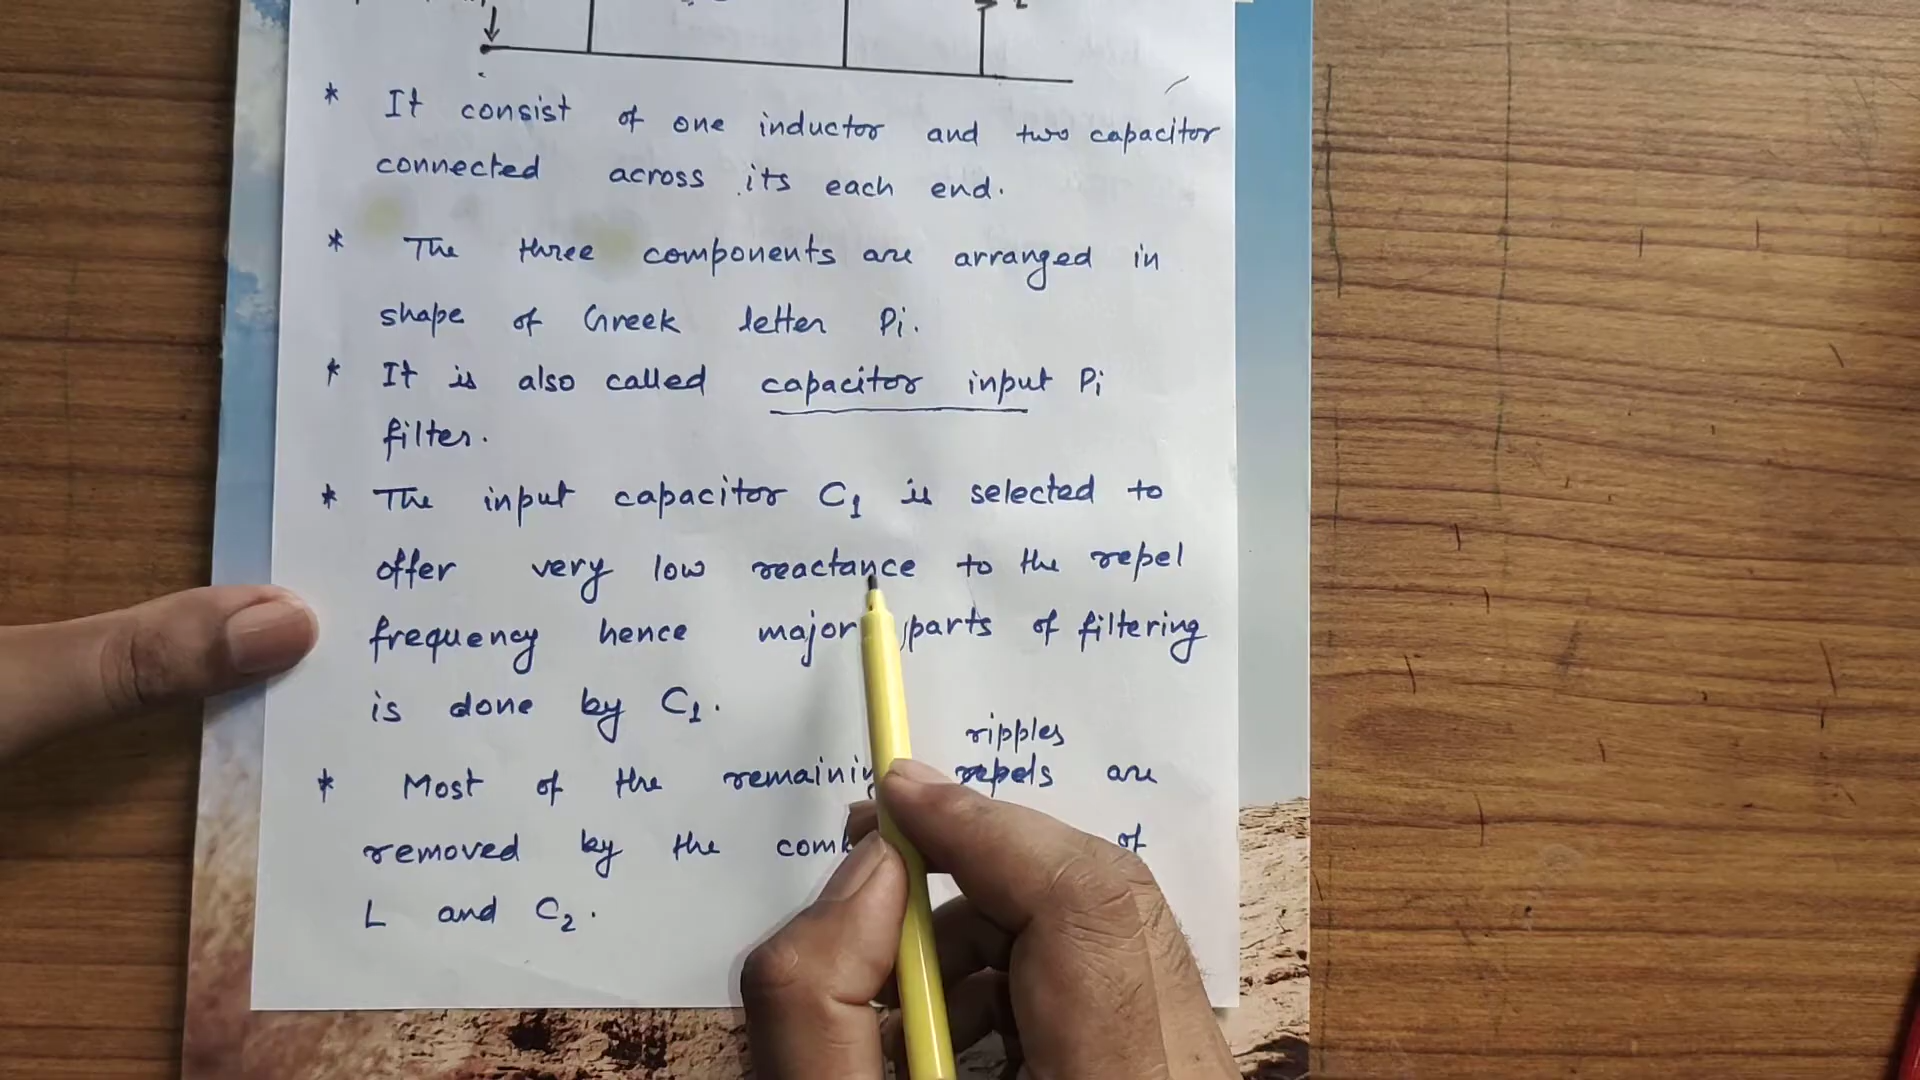 * It consist of one inductor and two capacitor
connected across its each end.
* The three components are arranged in
shape of Greek letter Pi.
* It is also called capacitor input Pi
filter.
* The input capacitor C₁ is selected to
offer very low reactance to the repel
frequency hence major parts of filtering
is done by C₁.
ripples
* Most of the repels are
removed by the of
L and C₂.